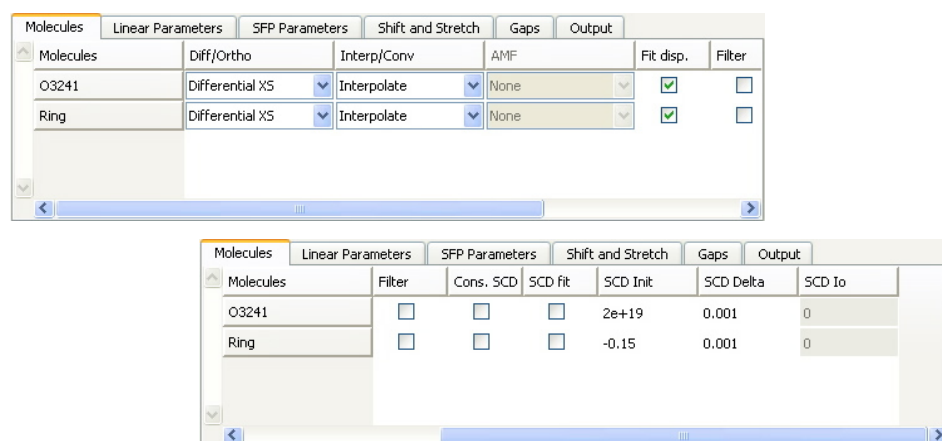 Molecules Linear Parameters SFP Parameters Shift and Stretch Gaps Output
Molecules Diff/Ortho Interp/Conv AMF Fit disp. Filter
O3241 Differential XS Interpolate None
Ring Differential XS Interpolate None
Molecules Linear Parameters SFP Parameters Shift and Stretch Gaps Output
Molecules Filter Cons. SCD SCD fit SCD Init SCD Delta SCD Io
O3241 2e+19 0.001 0
Ring -0.15 0.001 0